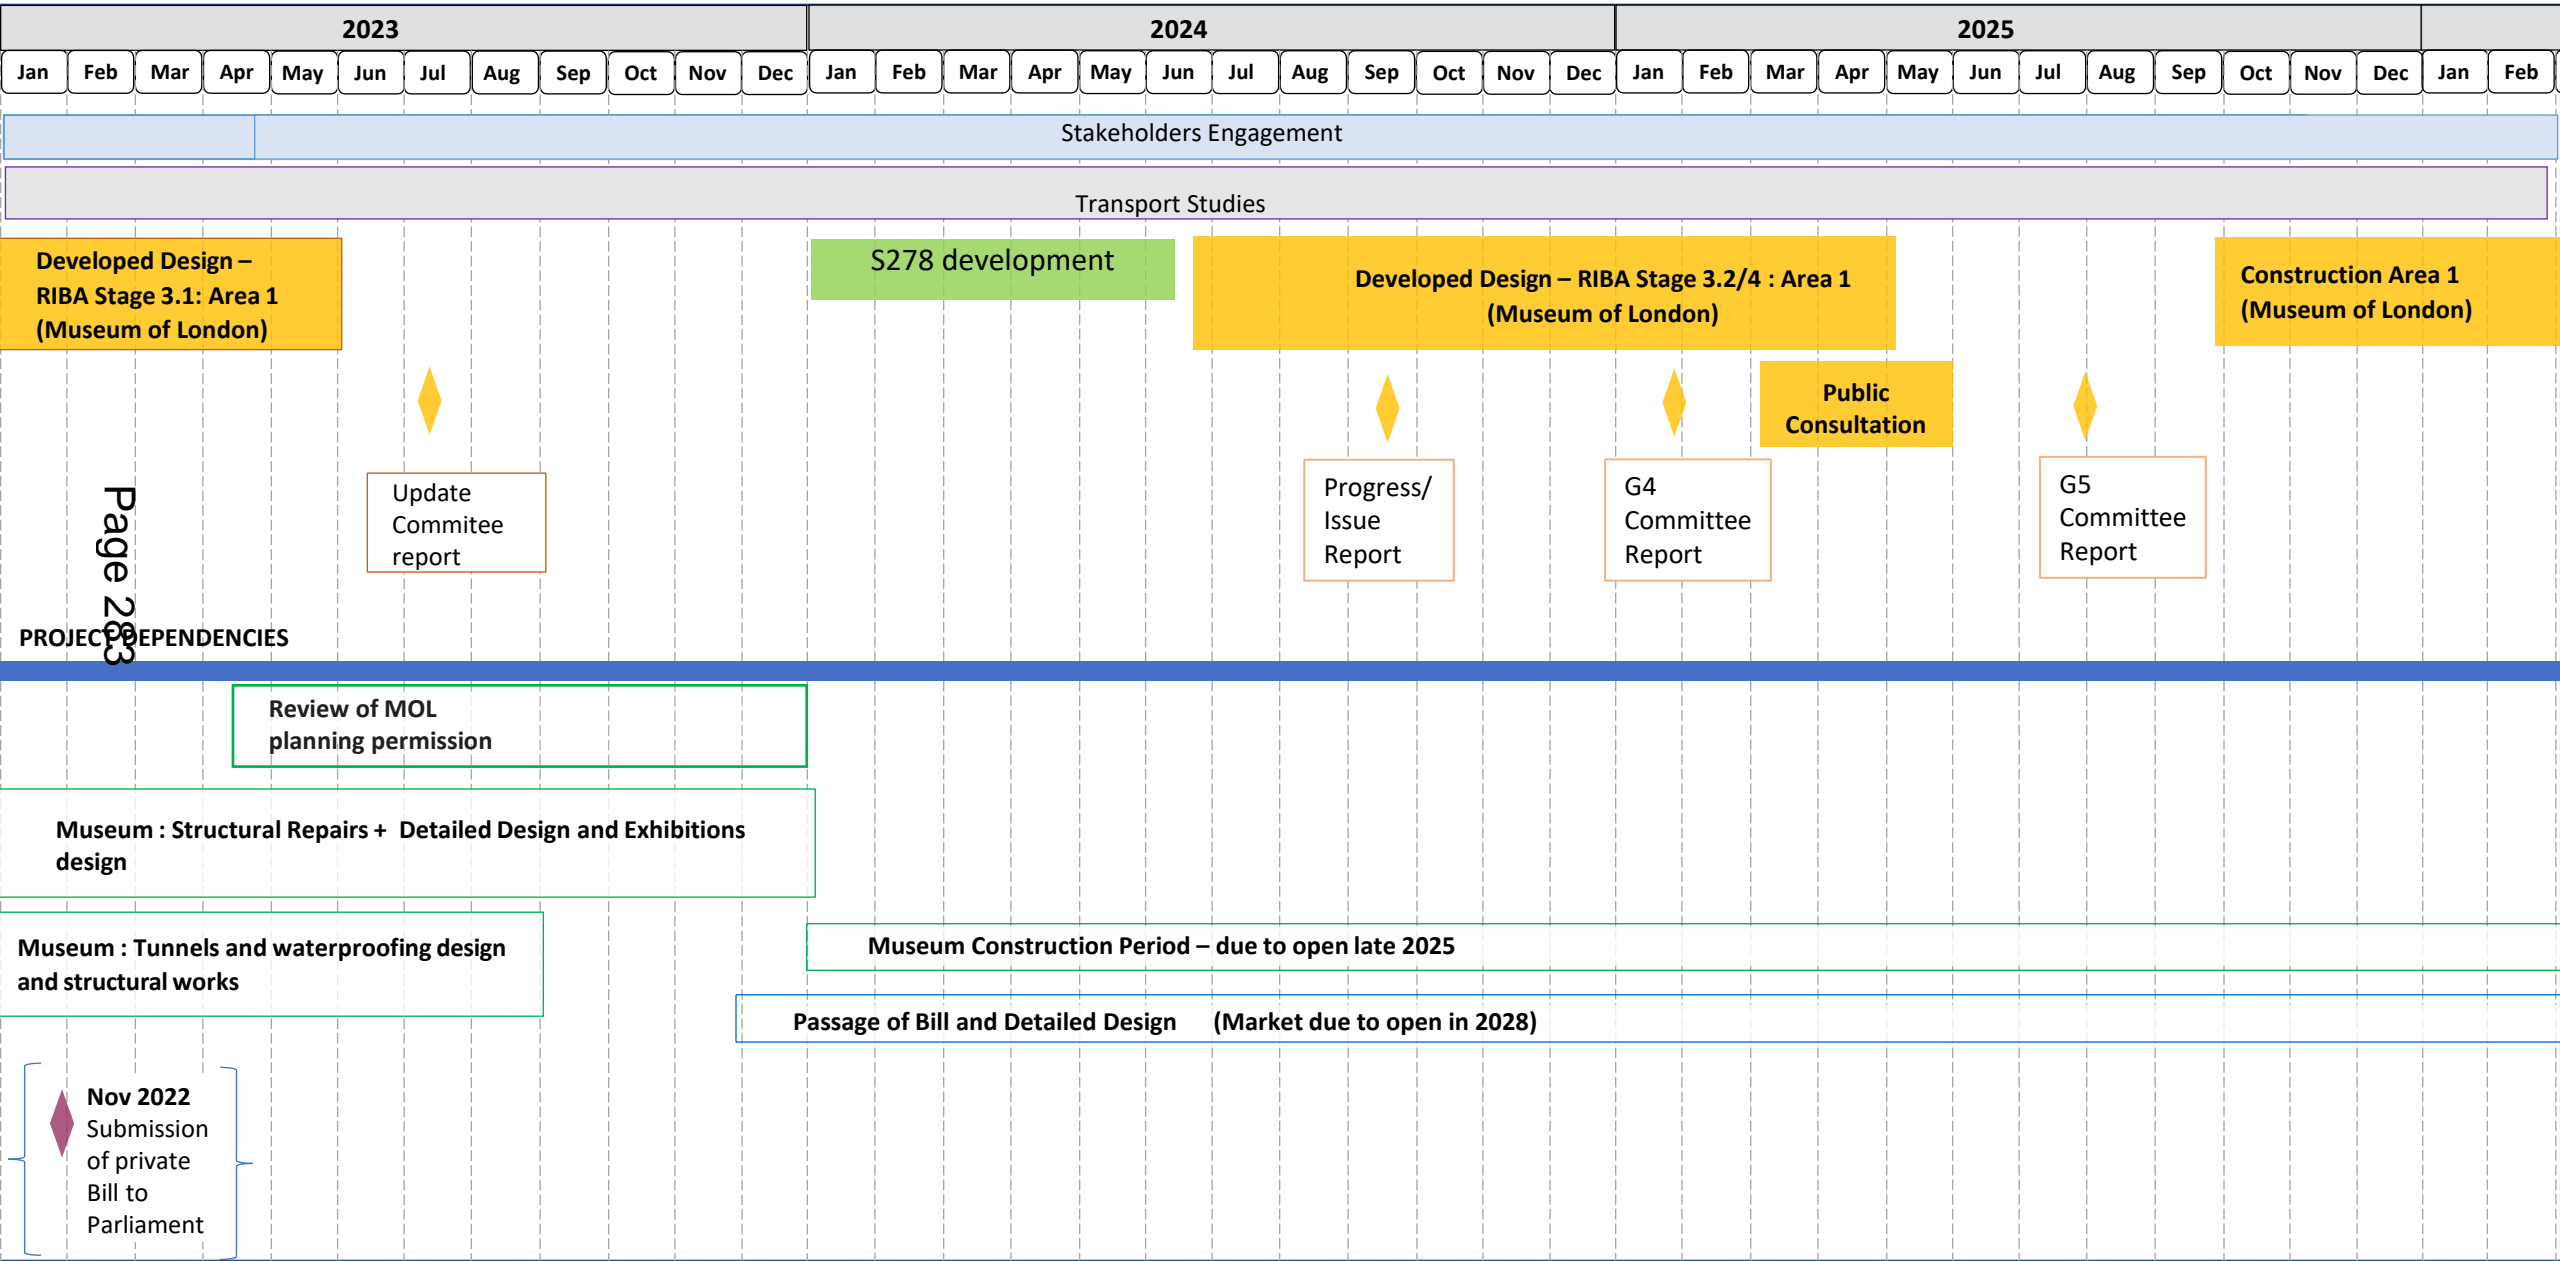 2023 2024 2025
Jan Feb Mar Apr May Jun Jul Aug Sep Oct Nov Dec Jan Feb Mar Apr May Jun Jul Aug Sep Oct Nov Dec Jan Feb Mar Apr May Jun Jul Aug Sep Oct Nov Dec Jan Feb
Stakeholders Engagement
Transport Studies
Developed Design –
RIBA Stage 3.1: Area 1
(Museum of London)
S278 development
Developed Design – RIBA Stage 3.2/4 : Area 1
(Museum of London)
Construction Area 1
(Museum of London)
Public
Consultation
Update
Commitee
report
Progress/
Issue
Report
G4
Committee
Report
G5
Committee
Report
Page 283
PROJECT DEPENDENCIES
Review of MOL
planning permission
Museum : Structural Repairs + Detailed Design and Exhibitions
design
Museum : Tunnels and waterproofing design
and structural works
Museum Construction Period – due to open late 2025
Passage of Bill and Detailed Design (Market due to open in 2028)
Nov 2022
Submission
of private
Bill to
Parliament